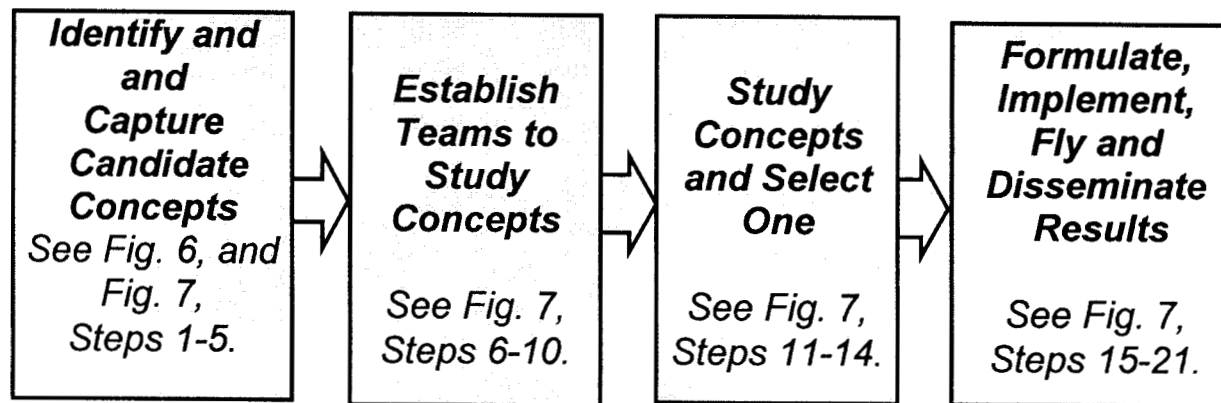 Identify and
and
Capture
Candidate
Concepts
See Fig. 6, and
Fig. 7,
Steps 1-5.
Establish
Teams to
Study
Concepts
See Fig. 7,
Steps 6-10.
Study
Concepts
and Select
One
See Fig. 7,
Steps 11-14.
Formulate,
Implement,
Fly and
Disseminate
Results
See Fig. 7,
Steps 15-21.